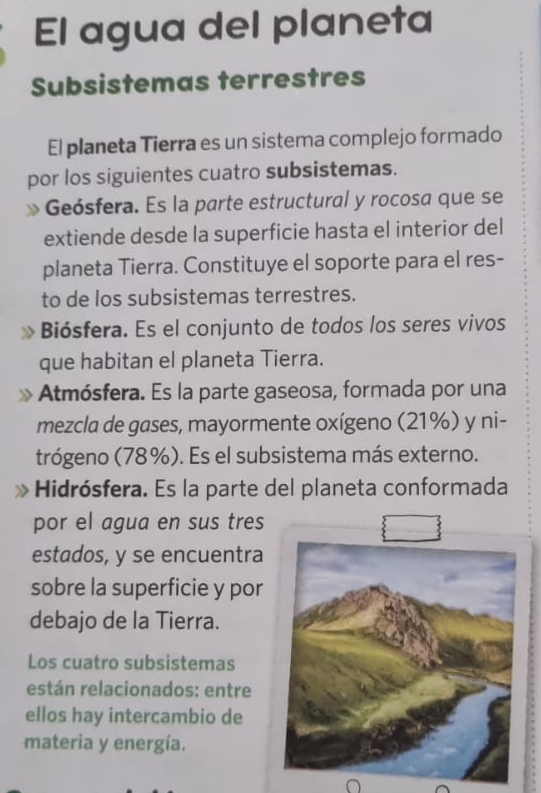 El agua del planeta
Subsistemas terrestres
El planeta Tierra es un sistema complejo formado
por los siguientes cuatro subsistemas.
» Geósfera. Es la parte estructural y rocosa que se
extiende desde la superficie hasta el interior del
planeta Tierra. Constituye el soporte para el res-
to de los subsistemas terrestres.
» Biósfera. Es el conjunto de todos los seres vivos
que habitan el planeta Tierra.
» Atmósfera. Es la parte gaseosa, formada por una
mezcla de gases, mayormente oxígeno (21%) y ni-
trógeno (78%). Es el subsistema más externo.
» Hidrósfera. Es la parte del planeta conformada
por el agua en sus tres
estados, y se encuentra
sobre la superficie y por
debajo de la Tierra.
Los cuatro subsistemas
están relacionados: entre
ellos hay intercambio de
materia y energía.